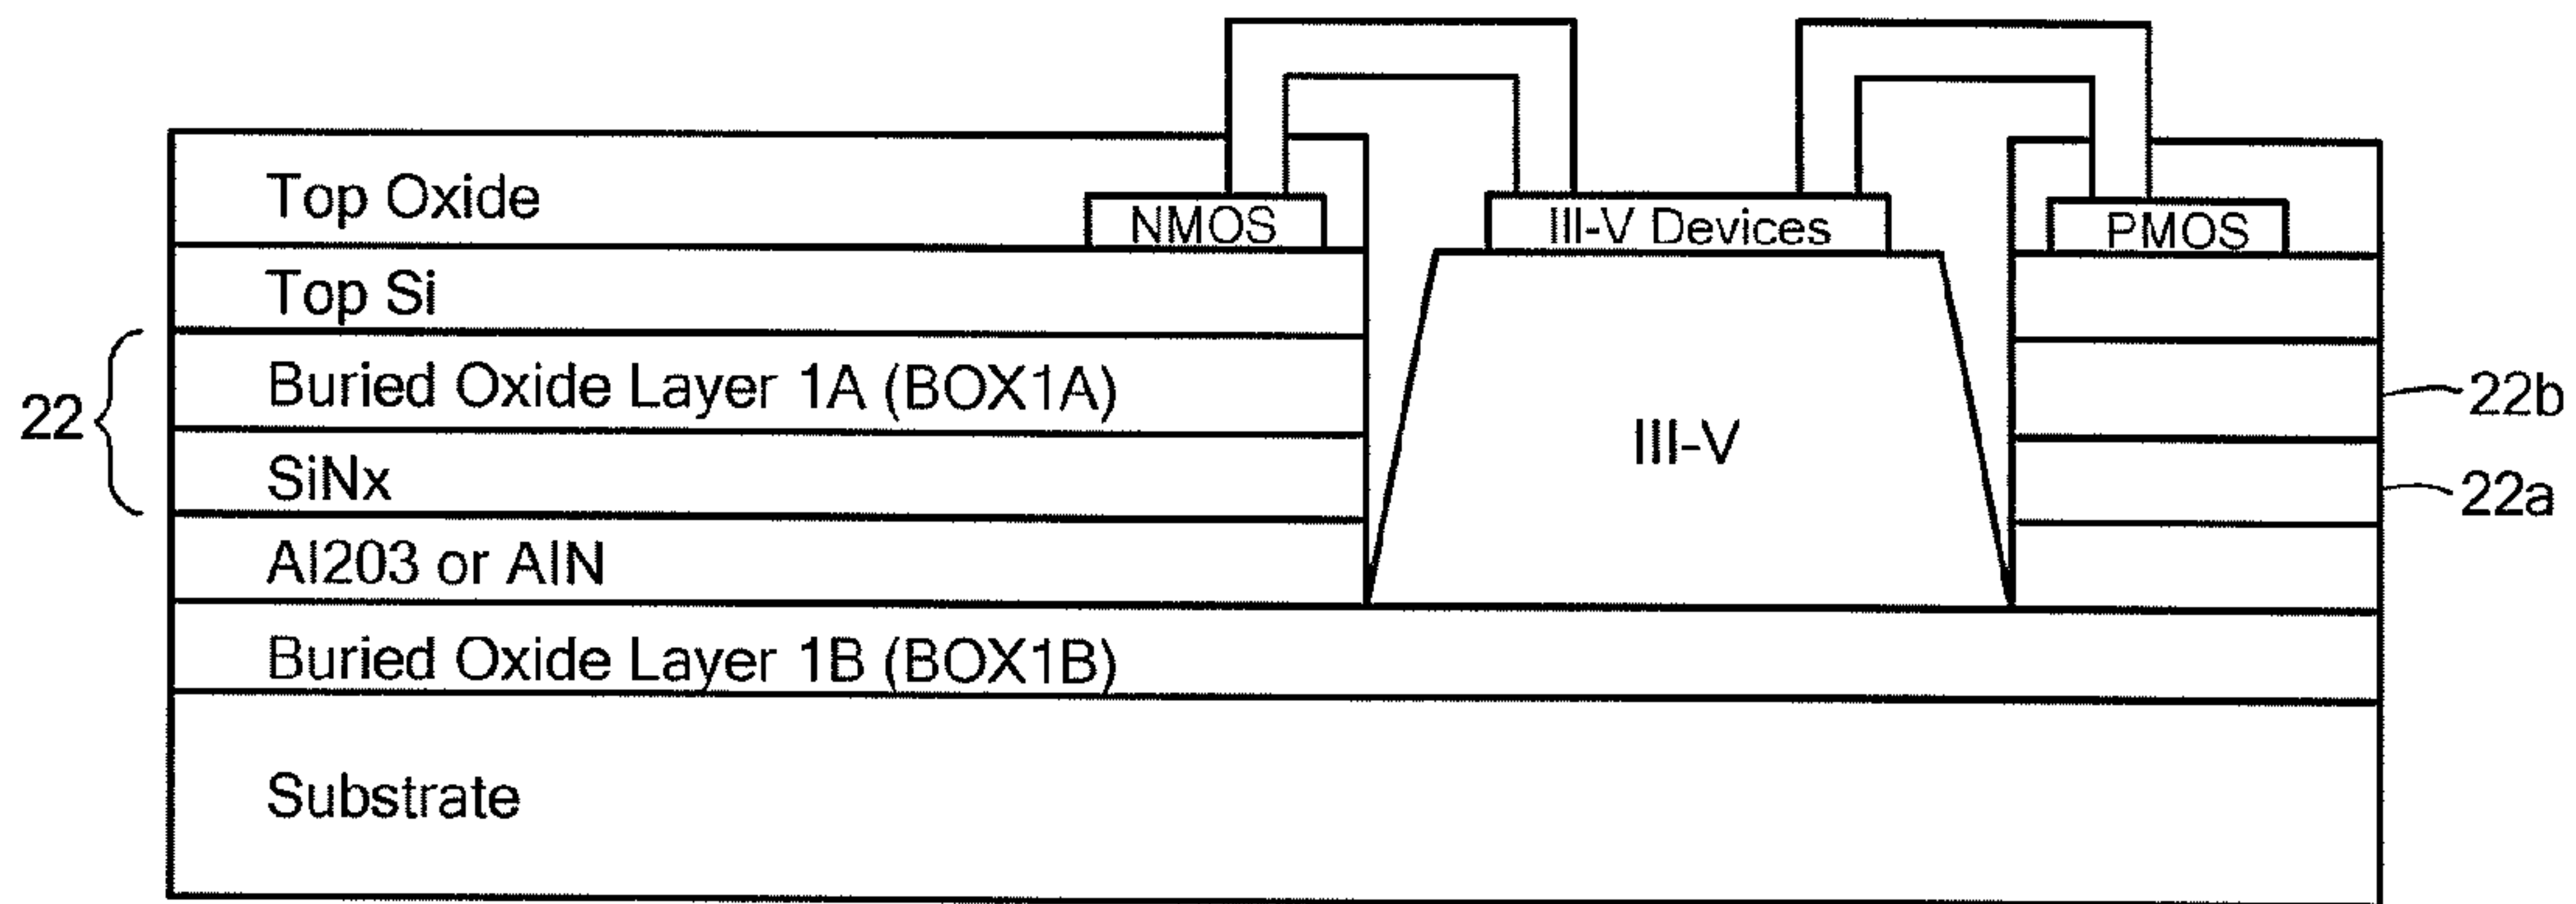 Top Oxide
NMOS
III-V Devices
PMOS
Top Si
22
Buried Oxide Layer 1A (BOX1A)
22b
III-V
SiNx
22a
Al203 or AlN
Buried Oxide Layer 1B (BOX1B)
Substrate